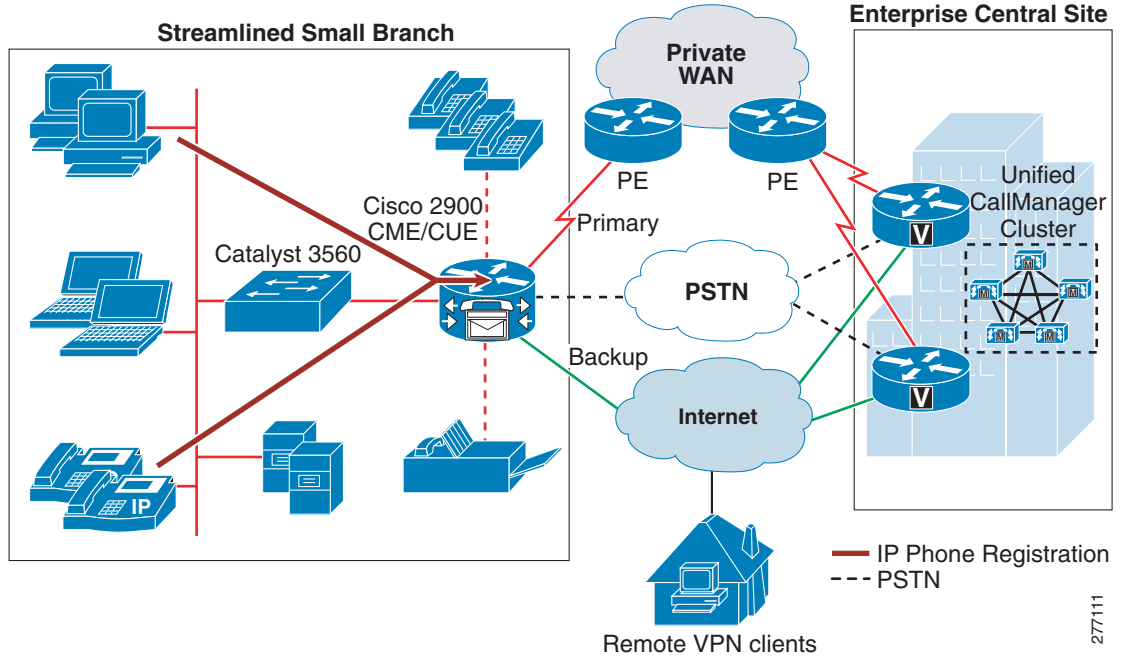 Streamlined Small Branch
Enterprise Central Site
Private
WAN
PE
PE
Unified
CallManager
Cluster
Cisco 2900
CME/CUE
Primary
Catalyst 3560
V
M
M
M
M
M
PSTN
Backup
Internet
V
IP
IP Phone Registration
PSTN
Remote VPN clients
277111